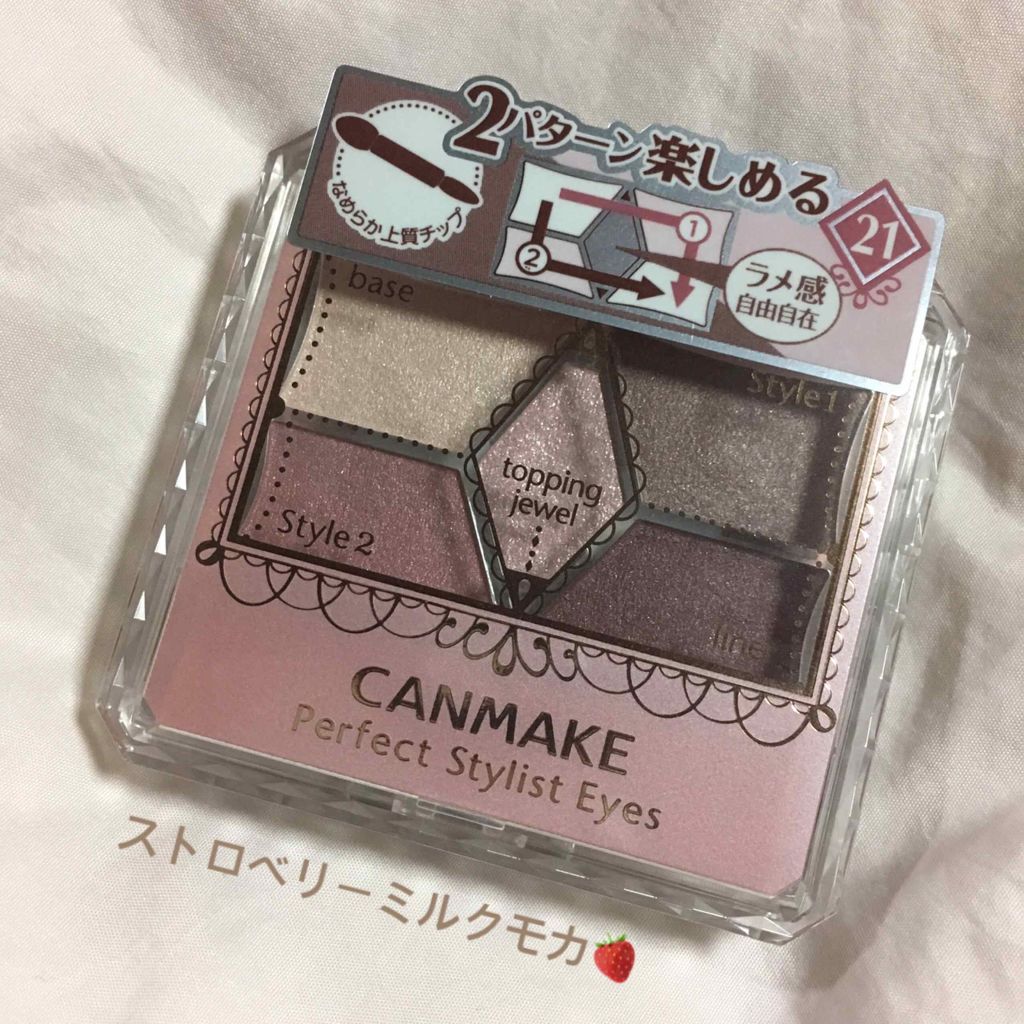 2パターン楽しめる
なめらか上質チップ
①
②
ラメ感
自由自在
21
base
Style1
topping
jewel
Style2
line
CANMAKE
Perfect Stylist Eyes
ストロベリーミルクモカ🍓